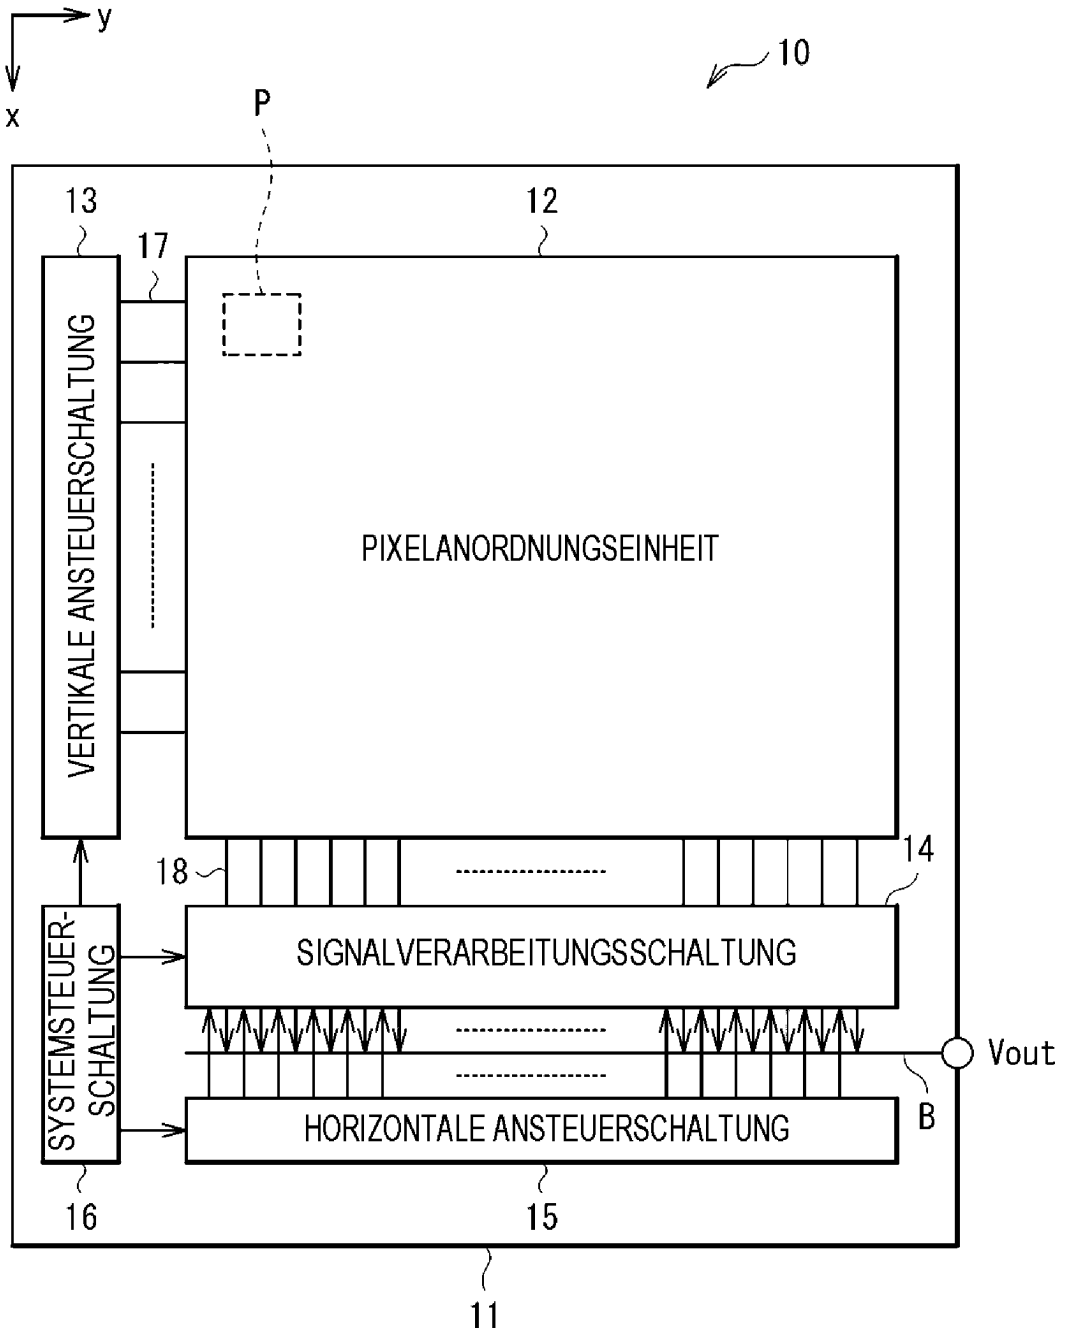 y
x
10
P
13
12
17
VERTIKALE ANSTEUERSCHALTUNG
PIXELANORDNUNGSEINHEIT
18
14
SYSTEMSTEUER-
SCHALTUNG
SIGNALVERARBEITUNGSSCHALTUNG
Vout
B
HORIZONTALE ANSTEUERSCHALTUNG
16
15
11